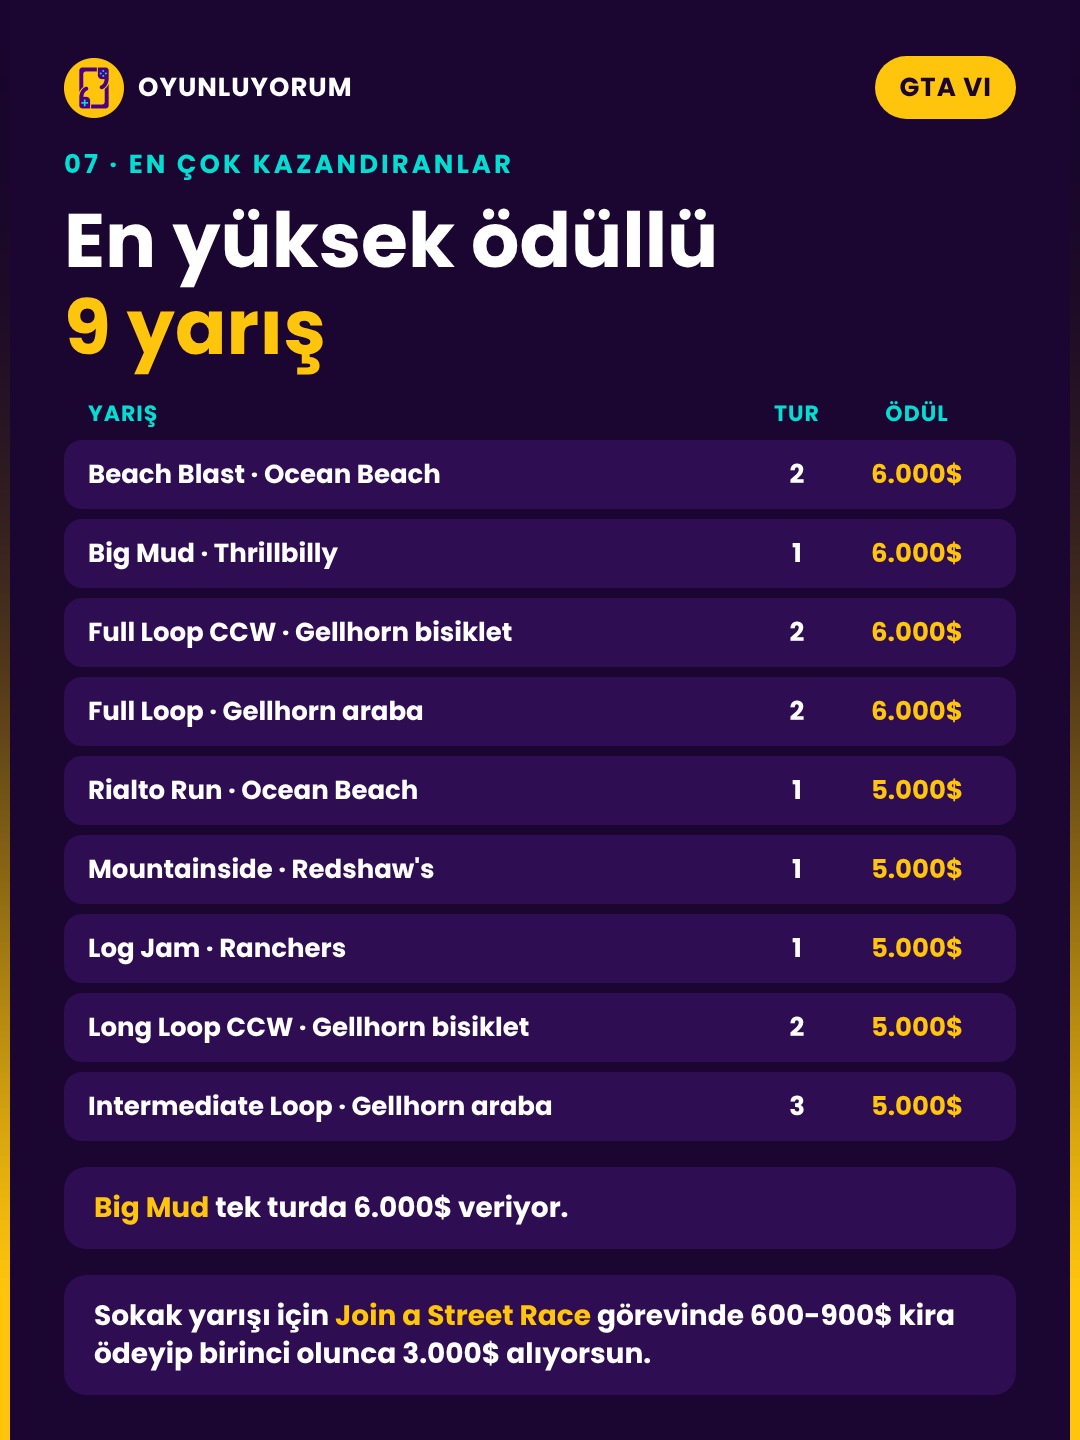 OYUNLUYORUM
GTA VI
07 · EN ÇOK KAZANDIRANLAR
En yüksek ödüllü
9 yarış
YARIŞ TUR ÖDÜL
Beach Blast · Ocean Beach 2 6.000$
Big Mud · Thrillbilly 1 6.000$
Full Loop CCW · Gellhorn bisiklet 2 6.000$
Full Loop · Gellhorn araba 2 6.000$
Rialto Run · Ocean Beach 1 5.000$
Mountainside · Redshaw's 1 5.000$
Log Jam · Ranchers 1 5.000$
Long Loop CCW · Gellhorn bisiklet 2 5.000$
Intermediate Loop · Gellhorn araba 3 5.000$
Big Mud tek turda 6.000$ veriyor.
Sokak yarışı için Join a Street Race görevinde 600-900$ kira
ödeyip birinci olunca 3.000$ alıyorsun.